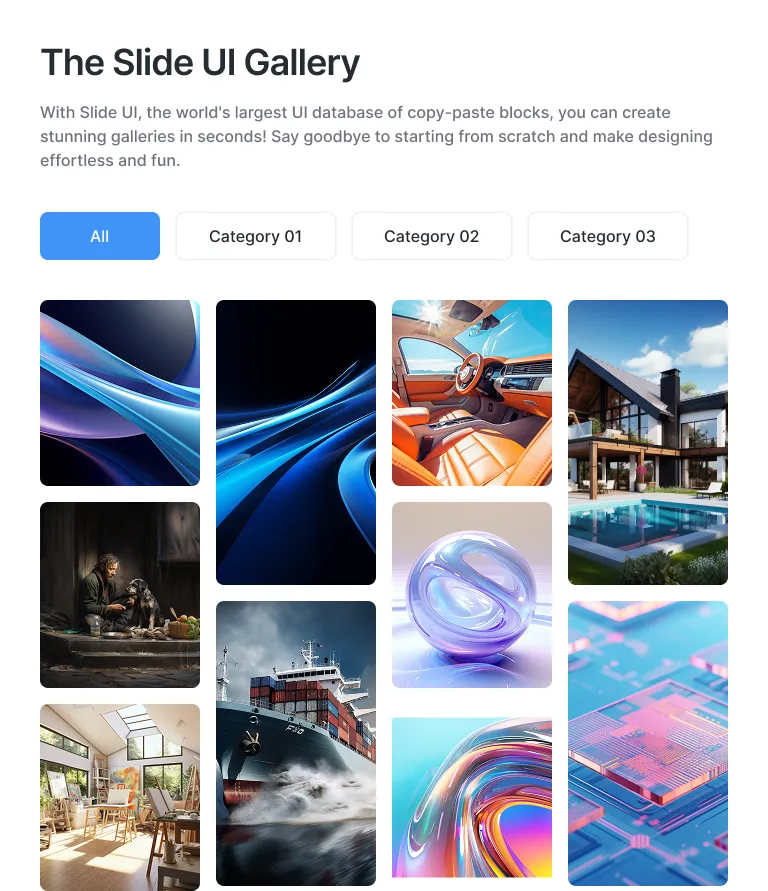 The Slide UI Gallery
With Slide UI, the world's largest UI database of copy-paste blocks, you can create
stunning galleries in seconds! Say goodbye to starting from scratch and make designing
effortless and fun.
All
Category 01
Category 02
Category 03